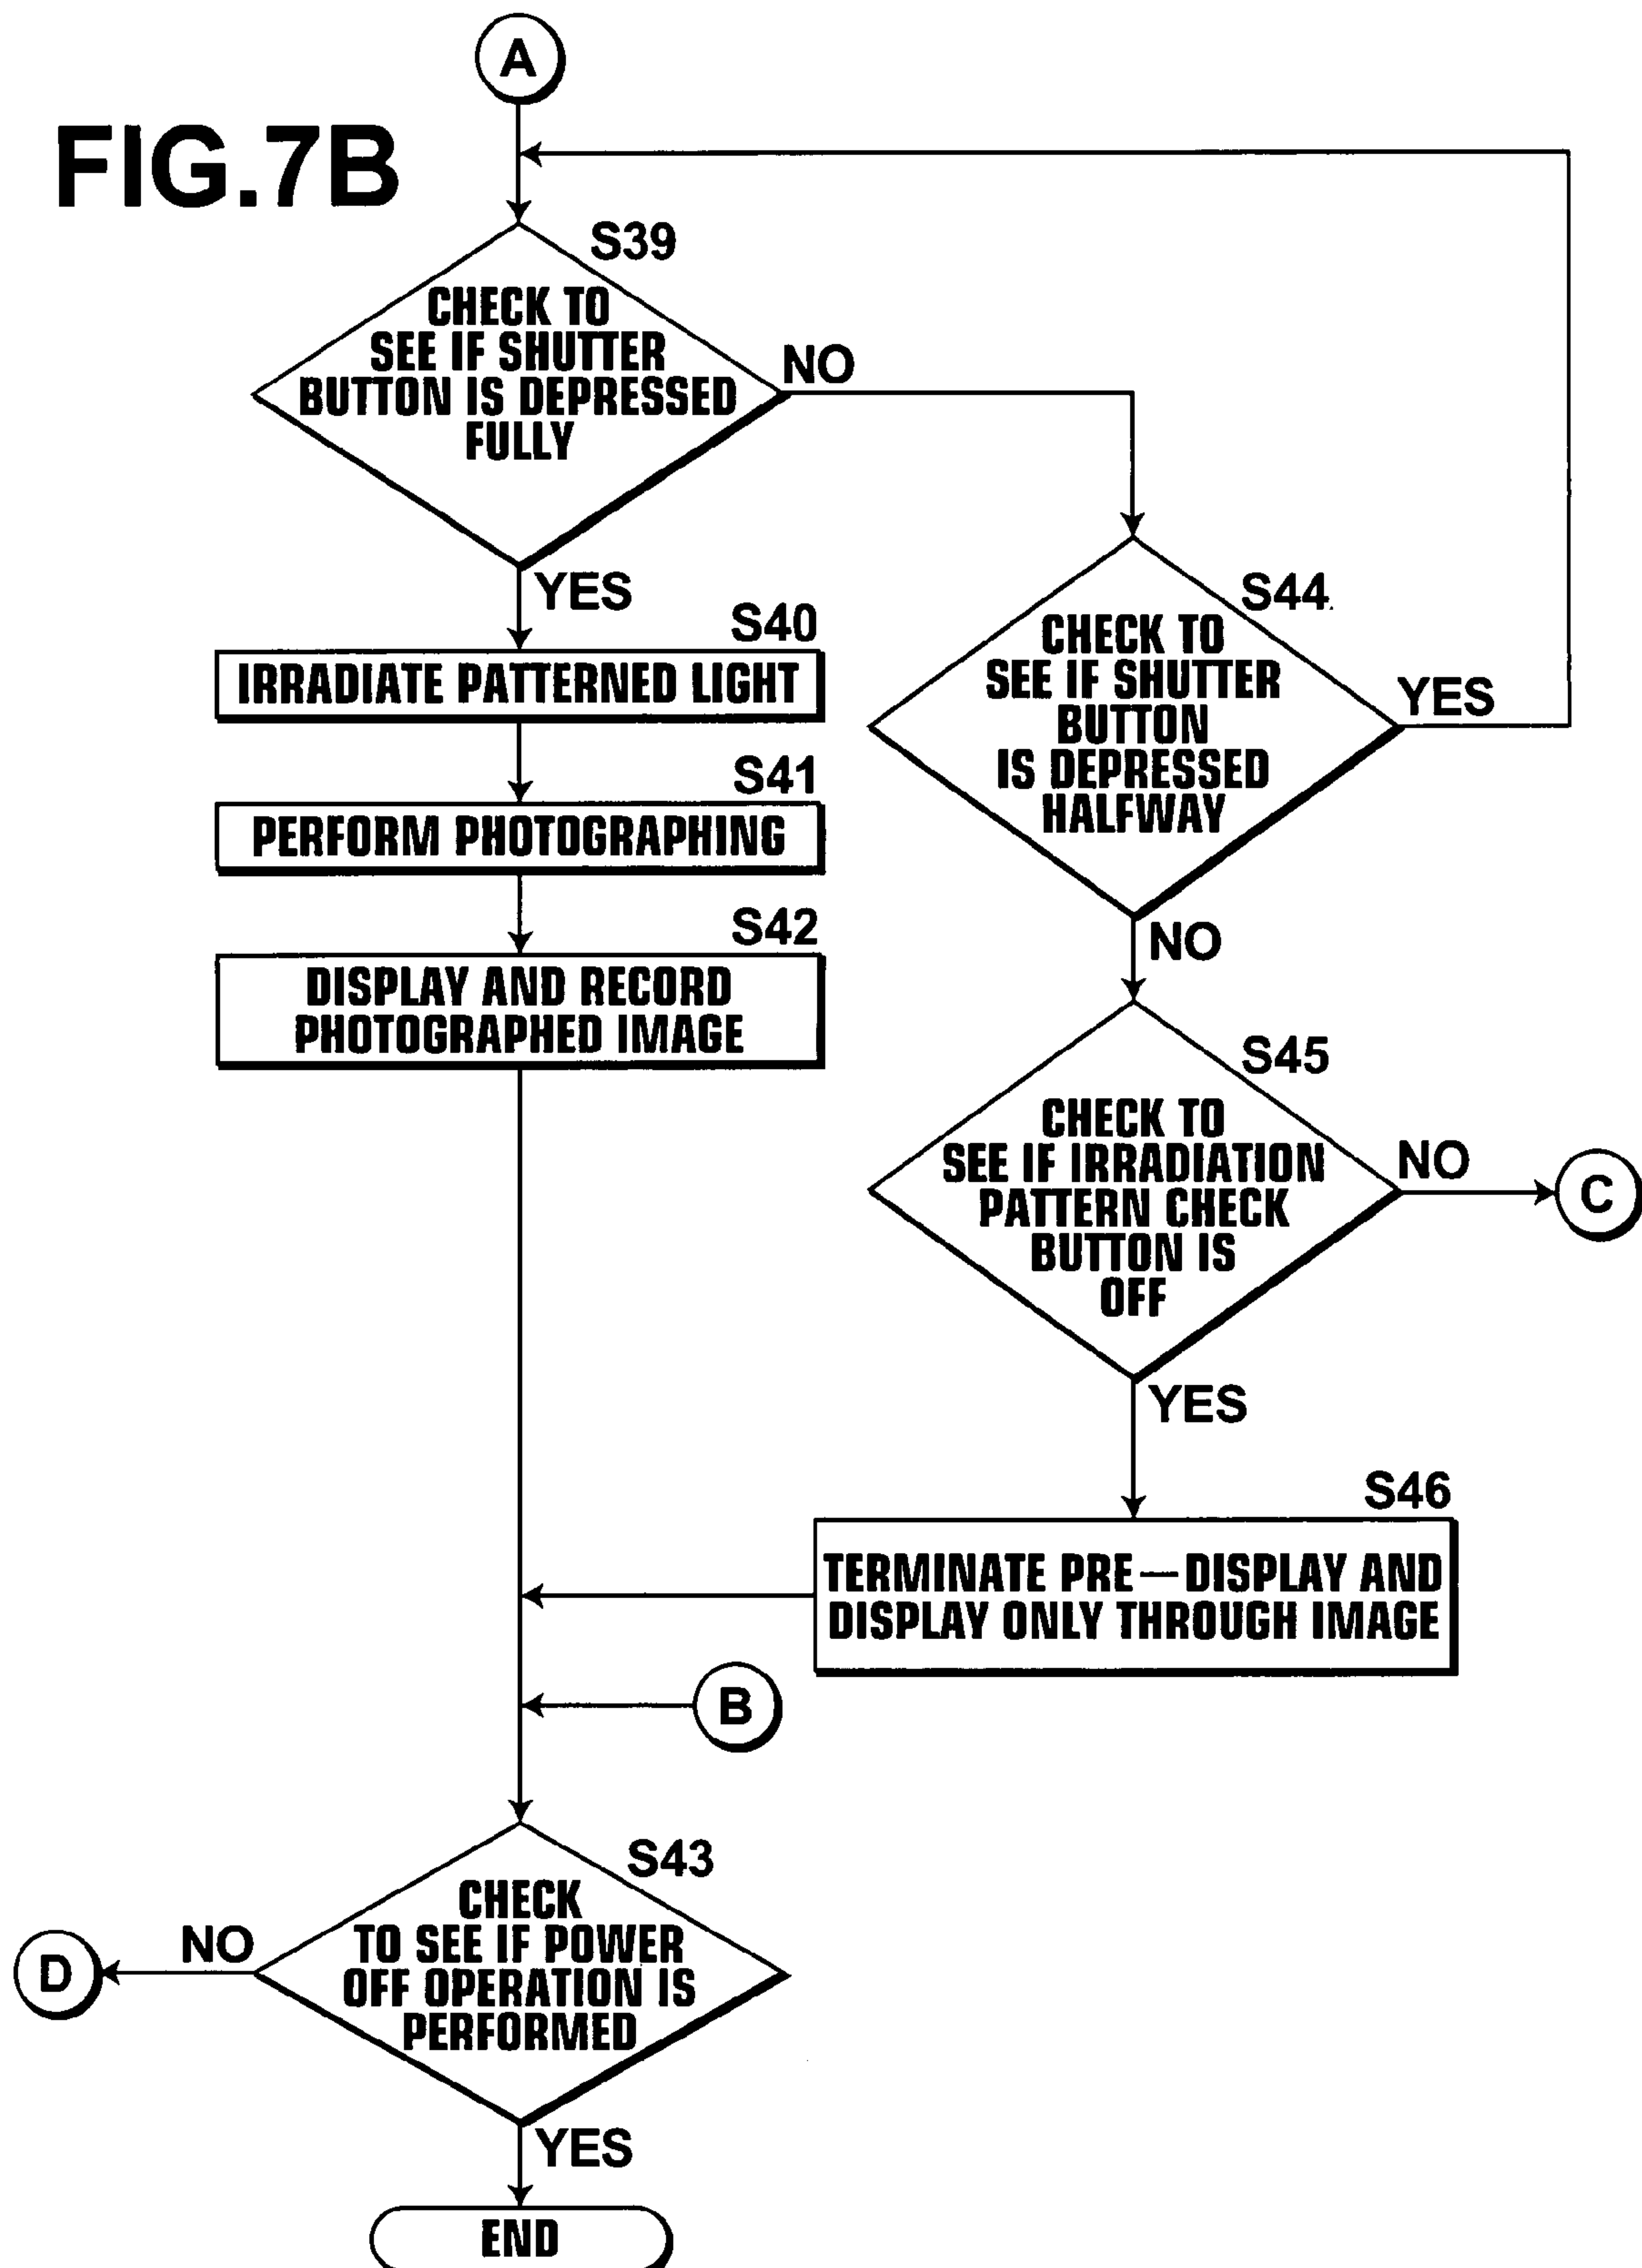 A
FIG.7B
S39
CHECK TO
SEE IF SHUTTER
BUTTON IS DEPRESSED
FULLY
NO
YES
S40
IRRADIATE PATTERNED LIGHT
S41
PERFORM PHOTOGRAPHING
S42
DISPLAY AND RECORD
PHOTOGRAPHED IMAGE
S44
CHECK TO
SEE IF SHUTTER
BUTTON
IS DEPRESSED
HALFWAY
YES
NO
S45
CHECK TO
SEE IF IRRADIATION
PATTERN CHECK
BUTTON IS
OFF
NO
C
YES
S46
TERMINATE PRE—DISPLAY AND
DISPLAY ONLY THROUGH IMAGE
B
S43
CHECK
TO SEE IF POWER
OFF OPERATION IS
PERFORMED
NO
D
YES
END